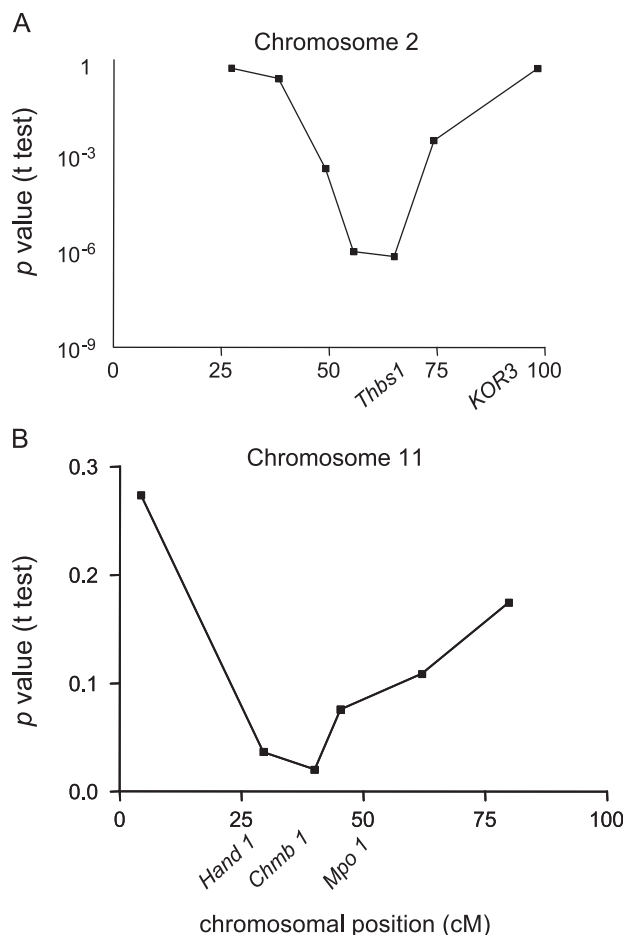 A
Chromosome 2
p value (t test)
1
10-3
10-6
10-9
0 25 50 75 100
Thbs1 KOR3
B
Chromosome 11
p value (t test)
0.3
0.2
0.1
0.0
0 25 50 75 100
Hand 1 Chmb 1 Mpo 1
chromosomal position (cM)